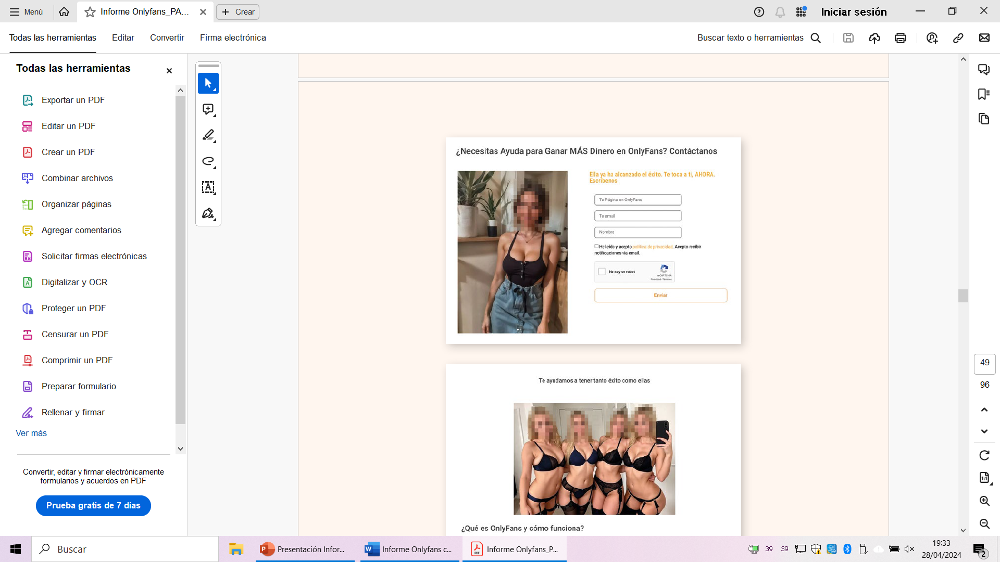 Menú
Informe Onlyfans_PA...
Crear
Iniciar sesión
Todas las herramientas
Editar
Convertir
Firma electrónica
Buscar texto o herramientas
Todas las herramientas
Exportar un PDF
Editar un PDF
Crear un PDF
Combinar archivos
Organizar páginas
Agregar comentarios
Solicitar firmas electrónicas
Digitalizar y OCR
Proteger un PDF
Censurar un PDF
Comprimir un PDF
Preparar formulario
Rellenar y firmar
Ver más
Convertir, editar y firmar electrónicamente
formularios y acuerdos en PDF
Prueba gratis de 7 días
¿Necesitas Ayuda para Ganar MÁS Dinero en OnlyFans? Contáctanos
Ella ya ha alcanzado el éxito. Te toca a ti, AHORA.
Escríbenos
Tu Página en OnlyFans
Tu email
Nombre
He leído y acepto política de privacidad. Acepto recibir
notificaciones vía email.
No soy un robot
reCAPTCHA
Privacidad - Términos
Enviar
Te ayudamos a tener tanto éxito como ellas
¿Qué es OnlyFans y cómo funciona?
49
96
1:1
Buscar
Presentación Infor...
Informe Onlyfans c...
Informe Onlyfans_P...
39
39
19:33
28/04/2024
2